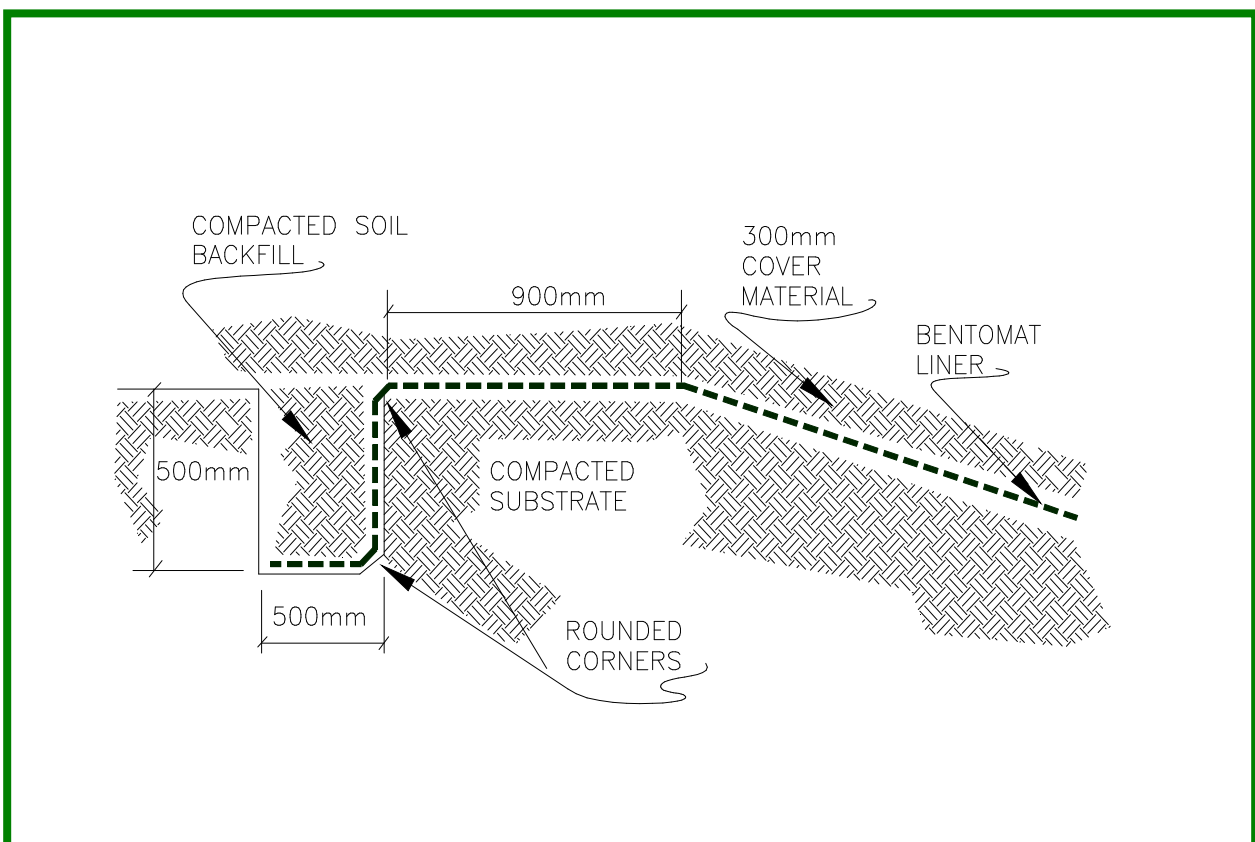 COMPACTED SOIL
BACKFILL
300mm
COVER
MATERIAL
900mm
BENTOMAT
LINER
500mm
COMPACTED
SUBSTRATE
500mm
ROUNDED
CORNERS